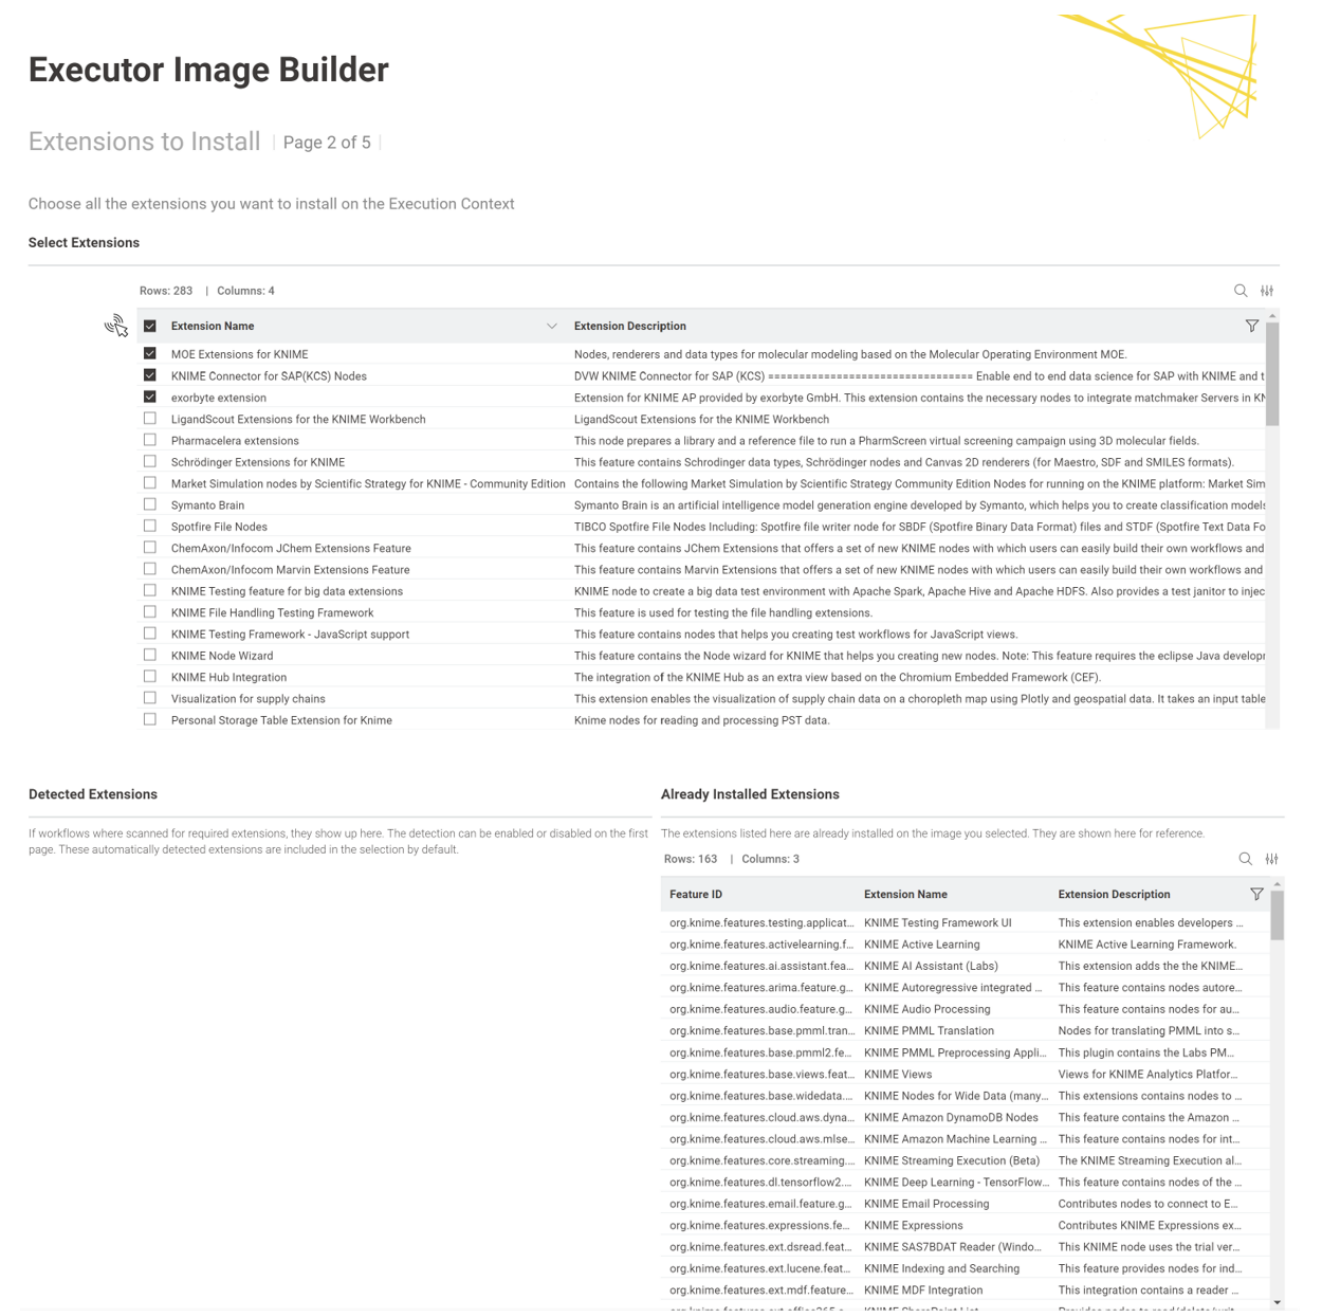 Executor Image Builder
Extensions to Install | Page 2 of 5 |
Choose all the extensions you want to install on the Execution Context
Select Extensions
Rows: 283 | Columns: 4
Extension Name Extension Description
MOE Extensions for KNIME Nodes, renderers and data types for molecular modeling based on the Molecular Operating Environment MOE.
KNIME Connector for SAP(KCS) Nodes DVW KNIME Connector for SAP (KCS) ================================ Enable end to end data science for SAP with KNIME and t
exorbyte extension Extension for KNIME AP provided by exorbyte GmbH. This extension contains the necessary nodes to integrate matchmaker Servers in KN
LigandScout Extensions for the KNIME Workbench LigandScout Extensions for the KNIME Workbench
Pharmacelera extensions This node prepares a library and a reference file to run a PharmScreen virtual screening campaign using 3D molecular fields.
Schrödinger Extensions for KNIME This feature contains Schrodinger data types, Schrödinger nodes and Canvas 2D renderers (for Maestro, SDF and SMILES formats).
Market Simulation nodes by Scientific Strategy for KNIME - Community Edition Contains the following Market Simulation by Scientific Strategy Community Edition Nodes for running on the KNIME platform: Market Sim
Symanto Brain Symanto Brain is an artificial intelligence model generation engine developed by Symanto, which helps you to create classification models
Spotfire File Nodes TIBCO Spotfire File Nodes Including: Spotfire file writer node for SBDF (Spotfire Binary Data Format) files and STDF (Spotfire Text Data Fo
ChemAxon/Infocom JChem Extensions Feature This feature contains JChem Extensions that offers a set of new KNIME nodes with which users can easily build their own workflows and
ChemAxon/Infocom Marvin Extensions Feature This feature contains Marvin Extensions that offers a set of new KNIME nodes with which users can easily build their own workflows and
KNIME Testing feature for big data extensions KNIME node to create a big data test environment with Apache Spark, Apache Hive and Apache HDFS. Also provides a test janitor to injec
KNIME File Handling Testing Framework This feature is used for testing the file handling extensions.
KNIME Testing Framework - JavaScript support This feature contains nodes that helps you creating test workflows for JavaScript views.
KNIME Node Wizard This feature contains the Node wizard for KNIME that helps you creating new nodes. Note: This feature requires the eclipse Java developr
KNIME Hub Integration The integration of the KNIME Hub as an extra view based on the Chromium Embedded Framework (CEF).
Visualization for supply chains This extension enables the visualization of supply chain data on a choropleth map using Plotly and geospatial data. It takes an input table
Personal Storage Table Extension for Knime Knime nodes for reading and processing PST data.
Detected Extensions
If workflows where scanned for required extensions, they show up here. The detection can be enabled or disabled on the first
page. These automatically detected extensions are included in the selection by default.
Already Installed Extensions
The extensions listed here are already installed on the image you selected. They are shown here for reference.
Rows: 163 | Columns: 3
Feature ID Extension Name Extension Description
org.knime.features.testing.applicat... KNIME Testing Framework UI This extension enables developers ...
org.knime.features.activelearning.f... KNIME Active Learning KNIME Active Learning Framework.
org.knime.features.ai.assistant.fea... KNIME AI Assistant (Labs) This extension adds the the KNIME...
org.knime.features.arima.feature.g... KNIME Autoregressive integrated ... This feature contains nodes autore...
org.knime.features.audio.feature.g... KNIME Audio Processing This feature contains nodes for au...
org.knime.features.base.pmml.tran... KNIME PMML Translation Nodes for translating PMML into s...
org.knime.features.base.pmml2.fe... KNIME PMML Preprocessing Appli... This plugin contains the Labs PM...
org.knime.features.base.views.feat... KNIME Views Views for KNIME Analytics Platfor...
org.knime.features.base.widedata.... KNIME Nodes for Wide Data (many... This extensions contains nodes to ...
org.knime.features.cloud.aws.dyna... KNIME Amazon DynamoDB Nodes This feature contains the Amazon ...
org.knime.features.cloud.aws.mlse... KNIME Amazon Machine Learning ... This feature contains nodes for int...
org.knime.features.core.streaming.... KNIME Streaming Execution (Beta) The KNIME Streaming Execution al...
org.knime.features.dl.tensorflow2.... KNIME Deep Learning - TensorFlow... This feature contains nodes of the ...
org.knime.features.email.feature.g... KNIME Email Processing Contributes nodes to connect to E...
org.knime.features.expressions.fe... KNIME Expressions Contributes KNIME Expressions ex...
org.knime.features.ext.dsread.feat... KNIME SAS7BDAT Reader (Windo... This KNIME node uses the trial ver...
org.knime.features.ext.lucene.feat... KNIME Indexing and Searching This feature provides nodes for ind...
org.knime.features.ext.mdf.feature... KNIME MDF Integration This integration contains a reader ...